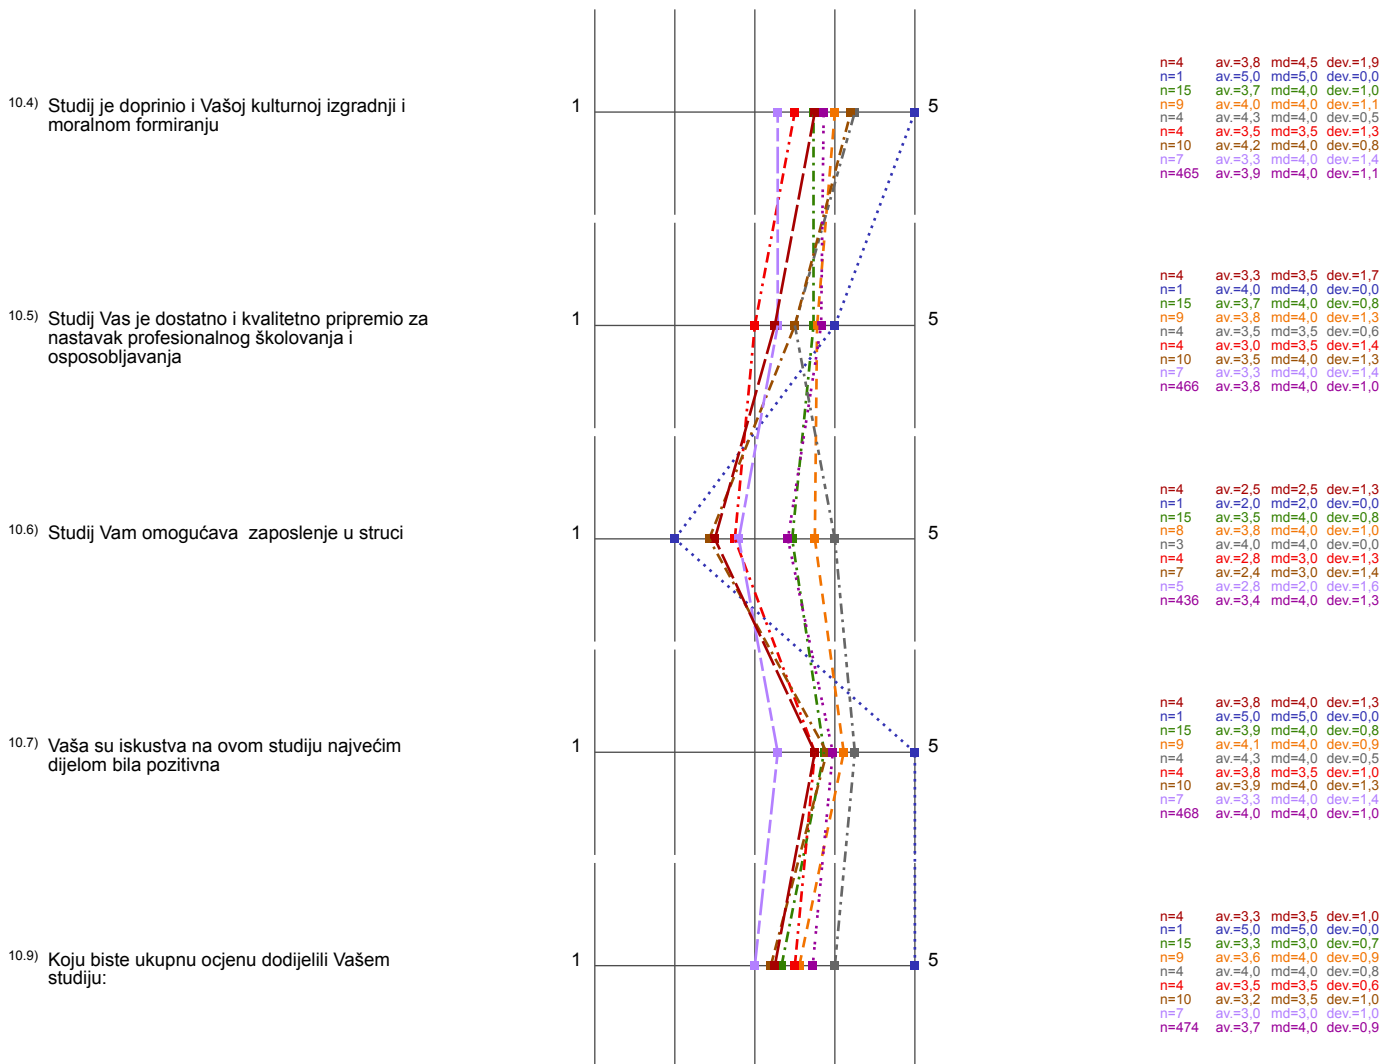 10.4) Studij je doprinio i Vašoj kulturnoj izgradnji i
moralnom formiranju
1
5
n=4 av.=3,8 md=4,5 dev.=1,9
n=1 av.=5,0 md=5,0 dev.=0,0
n=15 av.=3,7 md=4,0 dev.=1,0
n=9 av.=4,0 md=4,0 dev.=1,1
n=4 av.=4,3 md=4,0 dev.=0,5
n=4 av.=3,5 md=3,5 dev.=1,3
n=10 av.=4,2 md=4,0 dev.=0,8
n=7 av.=3,3 md=4,0 dev.=1,4
n=465 av.=3,9 md=4,0 dev.=1,1
10.5) Studij Vas je dostatno i kvalitetno pripremio za
nastavak profesionalnog školovanja i
osposobljavanja
1
5
n=4 av.=3,3 md=3,5 dev.=1,7
n=1 av.=4,0 md=4,0 dev.=0,0
n=15 av.=3,7 md=4,0 dev.=0,8
n=9 av.=3,8 md=4,0 dev.=1,3
n=4 av.=3,5 md=3,5 dev.=0,6
n=4 av.=3,0 md=3,5 dev.=1,4
n=10 av.=3,5 md=4,0 dev.=1,3
n=7 av.=3,3 md=4,0 dev.=1,4
n=466 av.=3,8 md=4,0 dev.=1,0
10.6) Studij Vam omogućava zaposlenje u struci
1
5
n=4 av.=2,5 md=2,5 dev.=1,3
n=1 av.=2,0 md=2,0 dev.=0,0
n=15 av.=3,5 md=4,0 dev.=0,8
n=8 av.=3,8 md=4,0 dev.=1,0
n=3 av.=4,0 md=4,0 dev.=0,0
n=4 av.=2,8 md=3,0 dev.=1,3
n=7 av.=2,4 md=3,0 dev.=1,4
n=5 av.=2,8 md=2,0 dev.=1,6
n=436 av.=3,4 md=4,0 dev.=1,3
10.7) Vaša su iskustva na ovom studiju najvećim
dijelom bila pozitivna
1
5
n=4 av.=3,8 md=4,0 dev.=1,3
n=1 av.=5,0 md=5,0 dev.=0,0
n=15 av.=3,9 md=4,0 dev.=0,8
n=9 av.=4,1 md=4,0 dev.=0,9
n=4 av.=4,3 md=4,0 dev.=0,5
n=4 av.=3,8 md=3,5 dev.=1,0
n=10 av.=3,9 md=4,0 dev.=1,3
n=7 av.=3,3 md=4,0 dev.=1,4
n=468 av.=4,0 md=4,0 dev.=1,0
10.9) Koju biste ukupnu ocjenu dodijelili Vašem
studiju:
1
5
n=4 av.=3,3 md=3,5 dev.=1,0
n=1 av.=5,0 md=5,0 dev.=0,0
n=15 av.=3,3 md=3,0 dev.=0,7
n=9 av.=3,6 md=4,0 dev.=0,9
n=4 av.=4,0 md=4,0 dev.=0,8
n=4 av.=3,5 md=3,5 dev.=0,6
n=10 av.=3,2 md=3,5 dev.=1,0
n=7 av.=3,0 md=3,0 dev.=1,0
n=474 av.=3,7 md=4,0 dev.=0,9